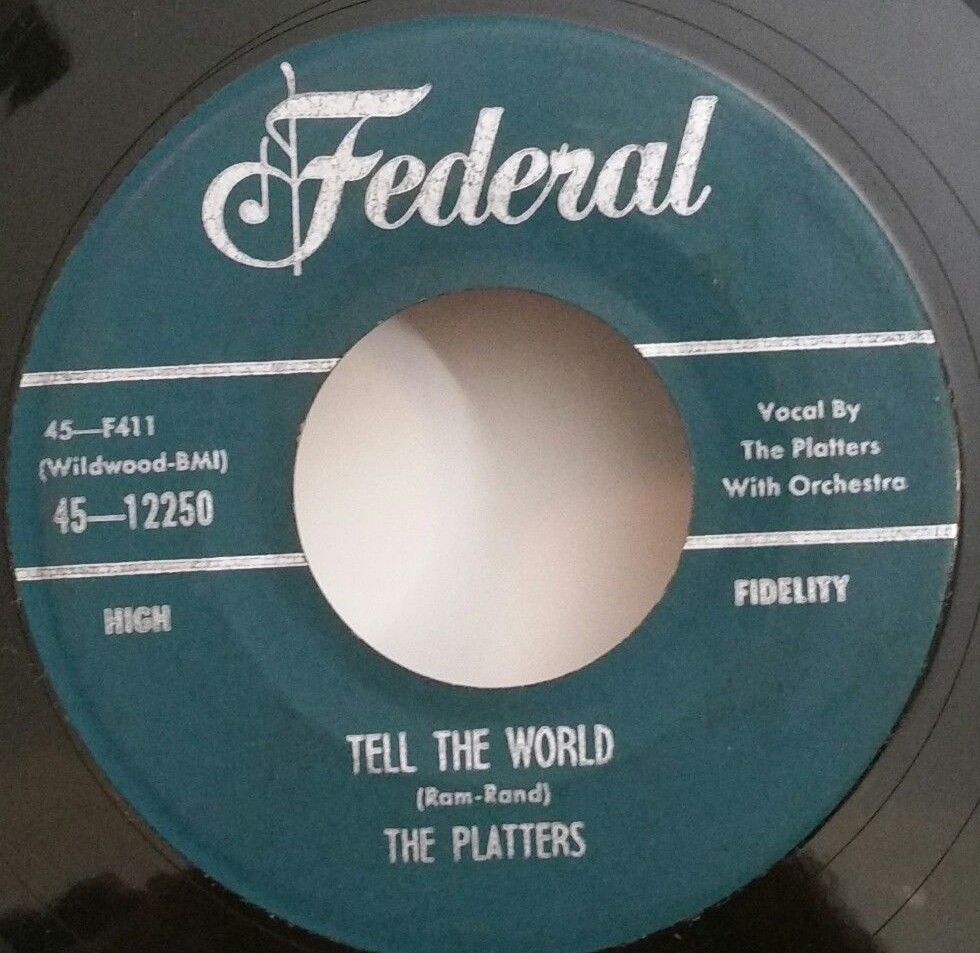 Federal
45—F411
(Wildwood-BMI)
45—12250
Vocal By
The Platters
With Orchestra
HIGH
FIDELITY
TELL THE WORLD
(Ram-Rand)
THE PLATTERS